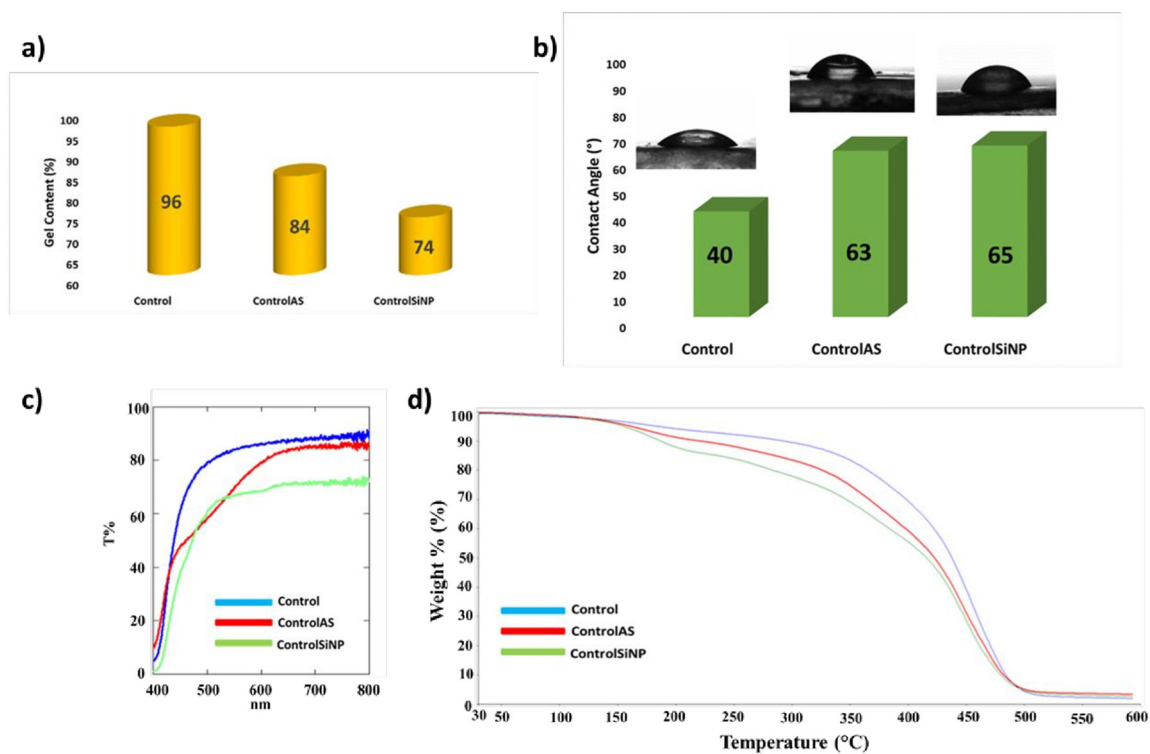 a)
Gel Content (%)
100
95
90
85
80
75
70
65
60
96
84
74
Control
ControlAS
ControlSiNP
b)
Contact Angle (°)
100
90
80
70
60
50
40
30
20
10
0
40
63
65
Control
ControlAS
ControlSiNP
c)
T%
100
80
60
40
20
0
Control
ControlAS
ControlSiNP
400 500 600 700 800
nm
d)
Weight % (%)
100
90
80
70
60
50
40
30
20
10
0
Control
ControlAS
ControlSiNP
30 50 100 150 200 250 300 350 400 450 500 550 600
Temperature (°C)